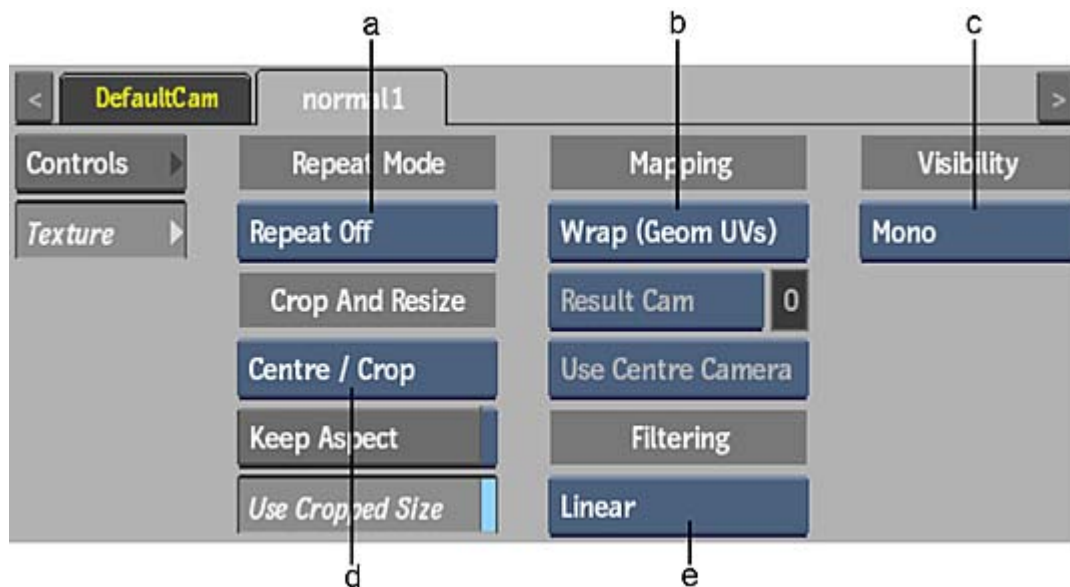 a b c
< DefaultCam normal1 >
Controls Repeat Mode Mapping Visibility
Texture Repeat Off Wrap (Geom UVs) Mono
Crop And Resize Result Cam 0
Centre / Crop Use Centre Camera
Keep Aspect Filtering
Use Cropped Size Linear
d e